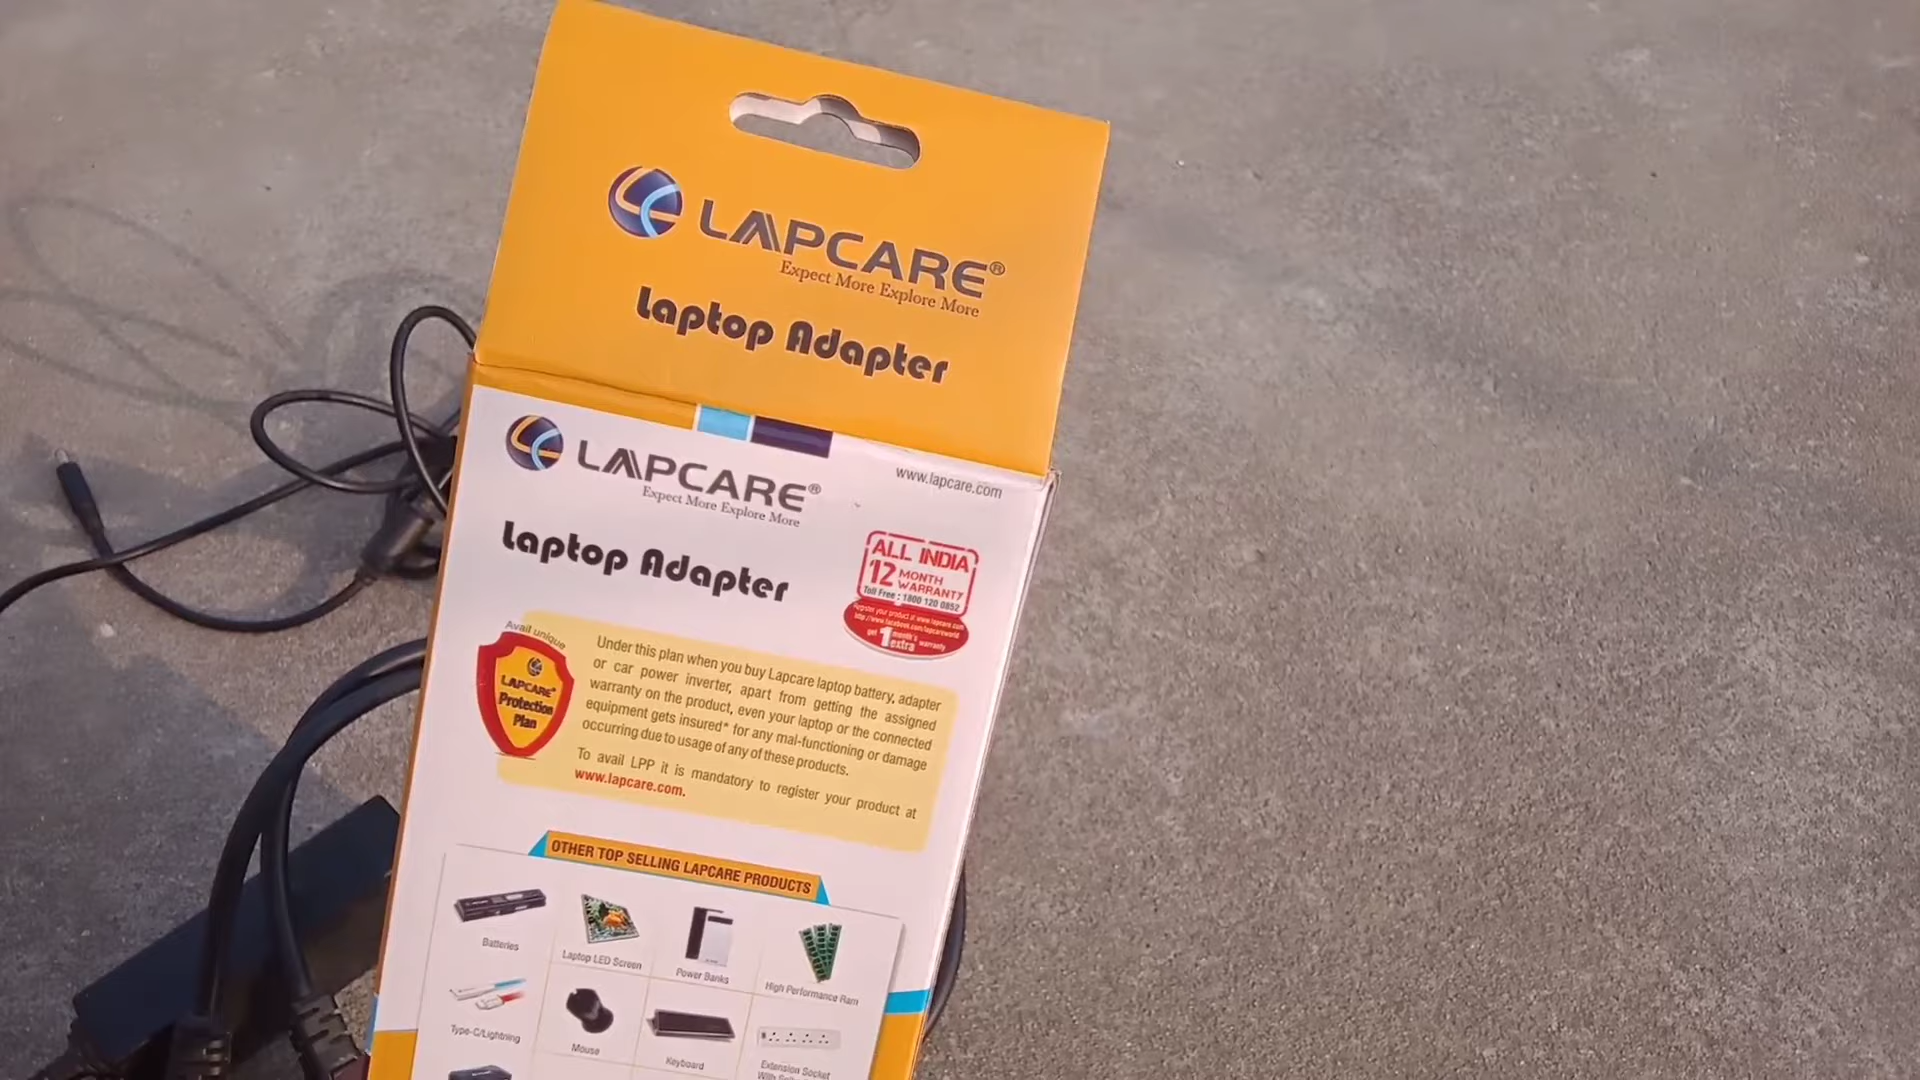 LAPCARE®
Expect More Explore More
Laptop Adapter
LAPCARE®
Expect More Explore More
www.lapcare.com
Laptop Adapter
ALL INDIA
12 MONTH
WARRANTY
Toll Free : 1800 120 0852
Register your product at www.lapcare.com
http://www.facebook.com/lapcareworld
get 1 month's extra warranty
Avail unique
LAPCARE®
Protection
Plan
Under this plan when you buy Lapcare laptop battery, adapter
or car power inverter, apart from getting the assigned
warranty on the product, even your laptop or the connected
equipment gets insured* for any mal-functioning or damage
occurring due to usage of any of these products.
To avail LPP it is mandatory to register your product at
www.lapcare.com.
OTHER TOP SELLING LAPCARE PRODUCTS
Batteries
Laptop LED Screen
Power Banks
High Performance Ram
Type-C/Lightning
Mouse
Keyboard
Extension Socket